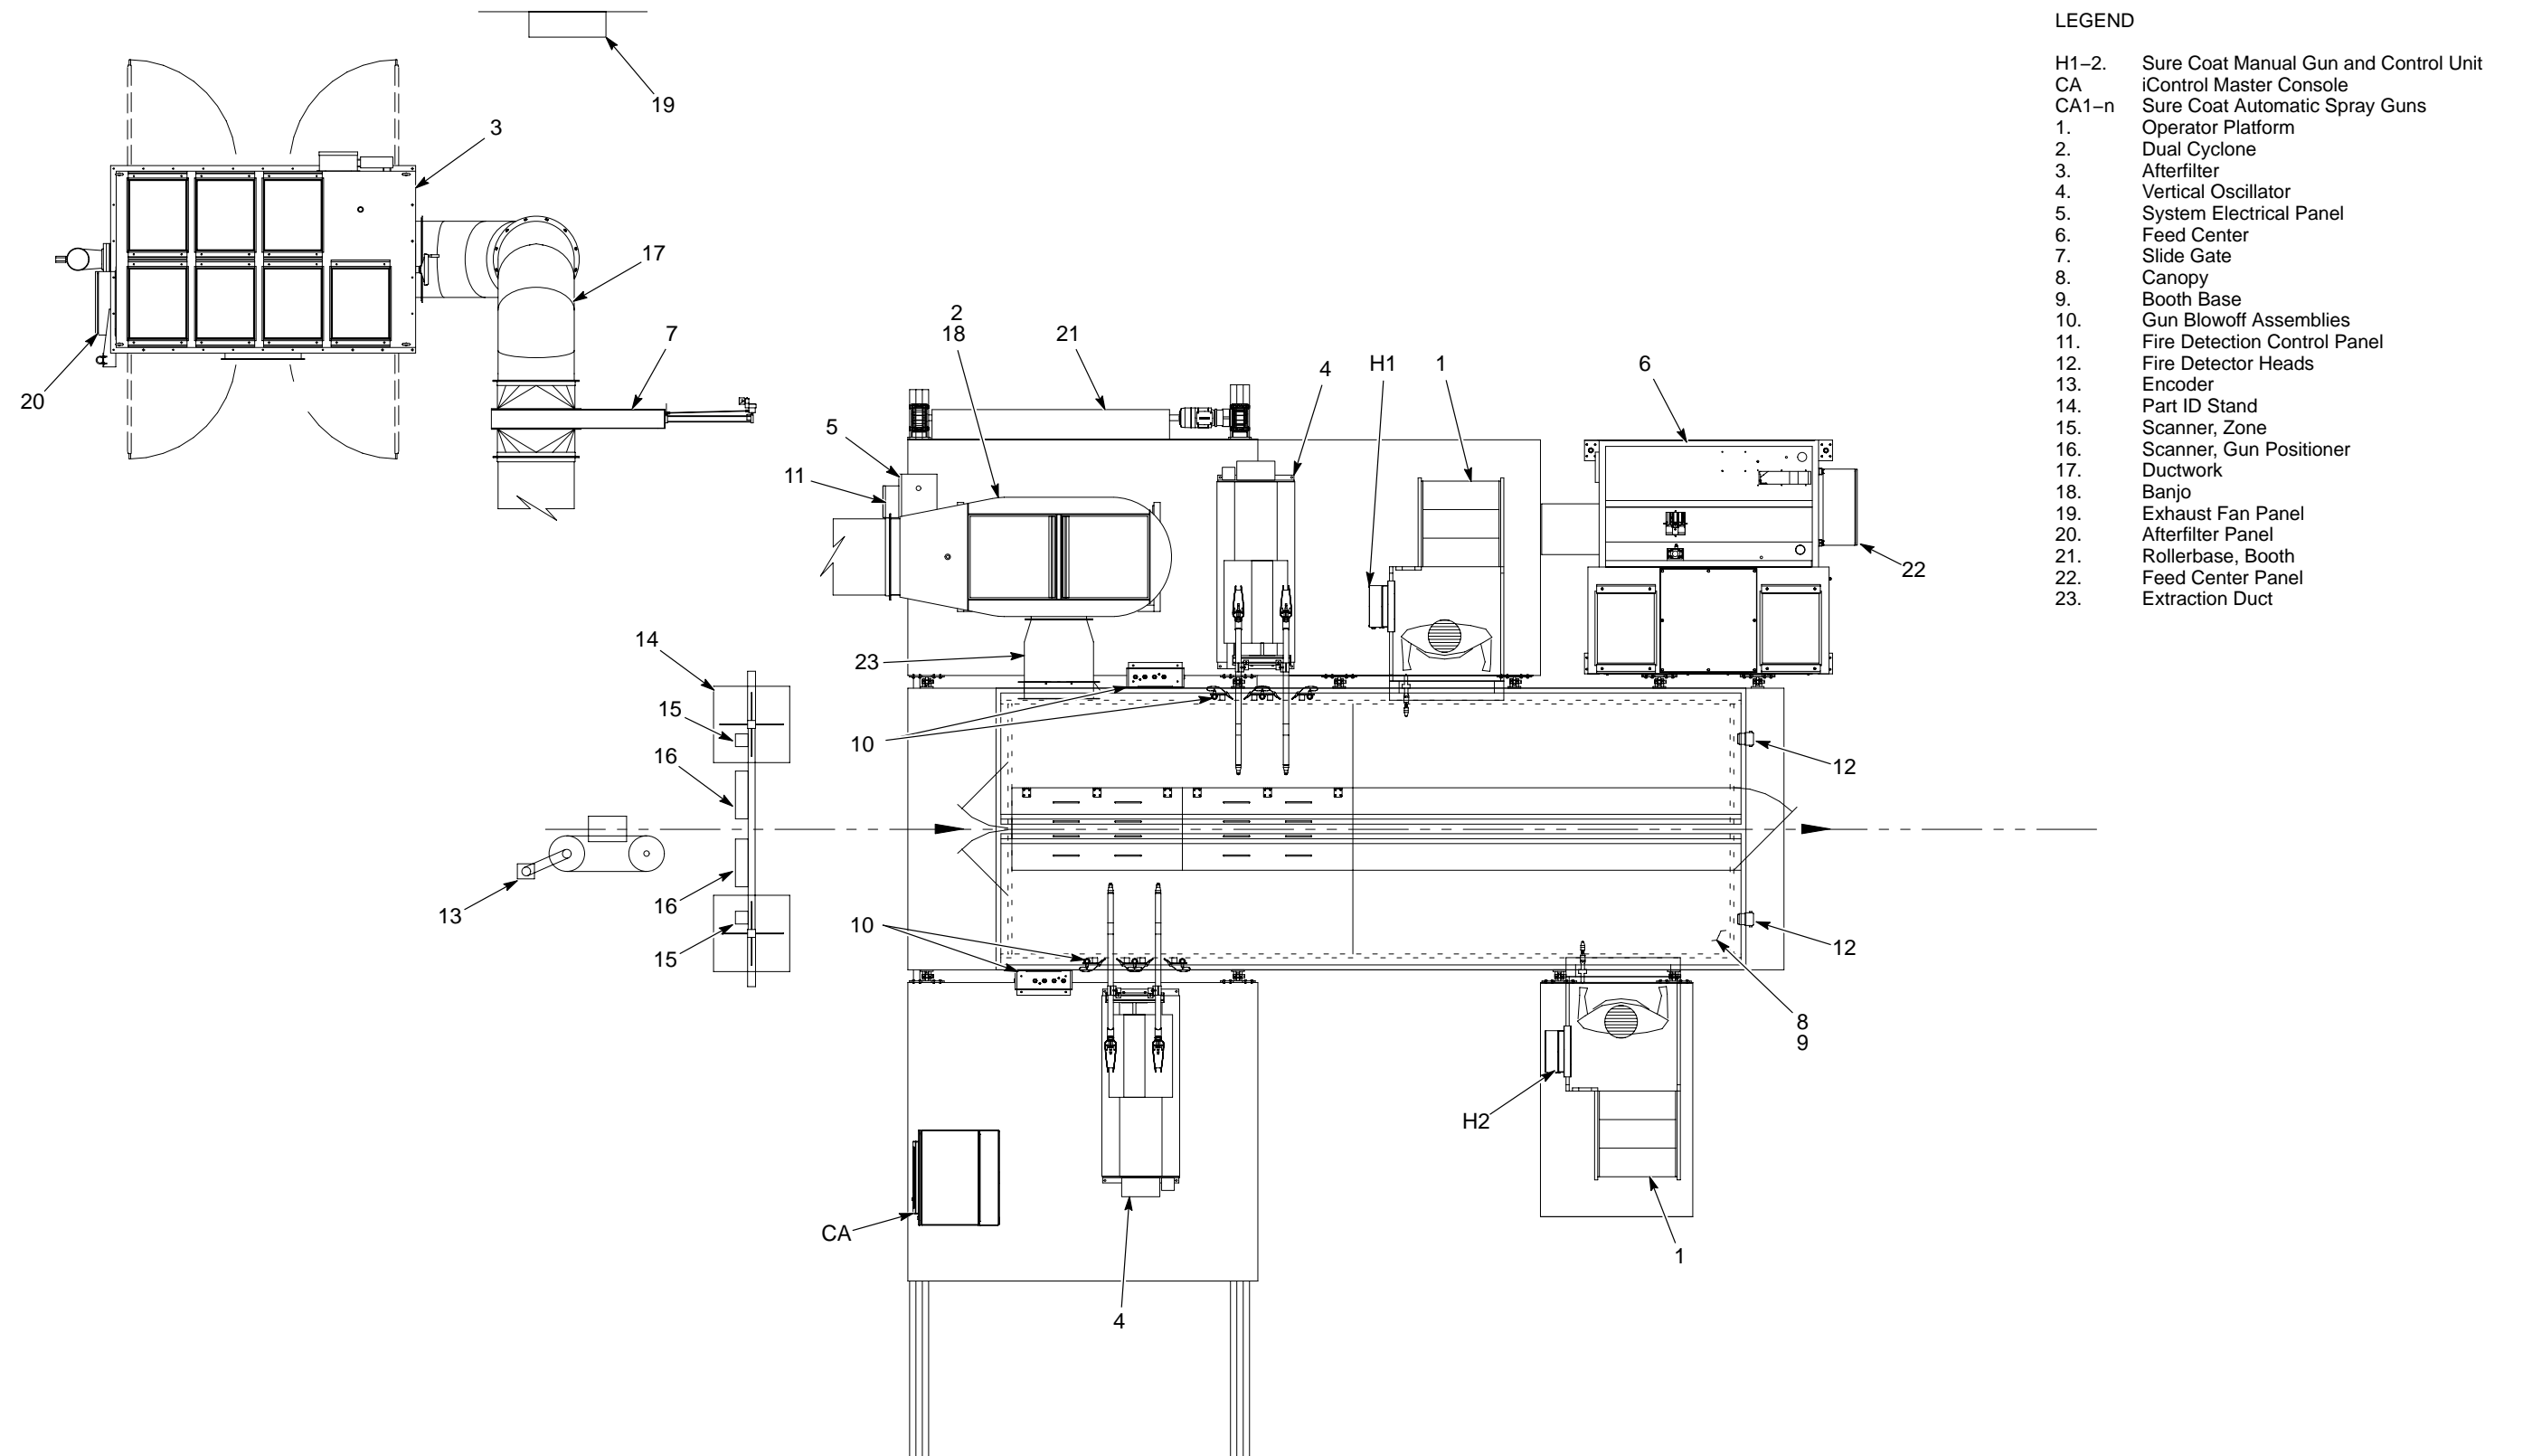 LEGEND
H1–2. Sure Coat Manual Gun and Control Unit
CA iControl Master Console
CA1–n Sure Coat Automatic Spray Guns
1. Operator Platform
2. Dual Cyclone
3. Afterfilter
4. Vertical Oscillator
5. System Electrical Panel
6. Feed Center
7. Slide Gate
8. Canopy
9. Booth Base
10. Gun Blowoff Assemblies
11. Fire Detection Control Panel
12. Fire Detector Heads
13. Encoder
14. Part ID Stand
15. Scanner, Zone
16. Scanner, Gun Positioner
17. Ductwork
18. Banjo
19. Exhaust Fan Panel
20. Afterfilter Panel
21. Rollerbase, Booth
22. Feed Center Panel
23. Extraction Duct
19
3
17
7
20
2
18
21
4
H1
1
6
5
11
22
23
14
15
10
16
12
13
16
10
15
12
8
9
H2
CA
1
4